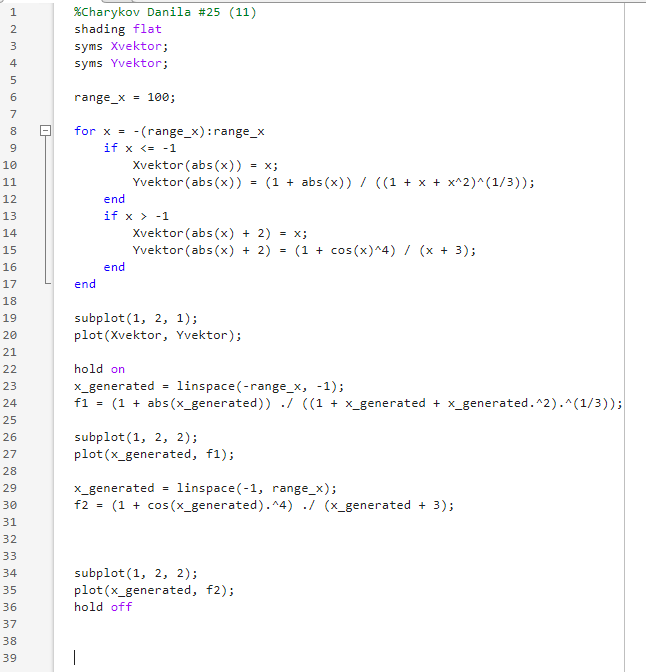 1 %Charykov Danila #25 (11)
2 shading flat
3 syms Xvektor;
4 syms Yvektor;
5
6 range_x = 100;
7
8 for x = -(range_x):range_x
9 if x <= -1
10 Xvektor(abs(x)) = x;
11 Yvektor(abs(x)) = (1 + abs(x)) / ((1 + x + x^2)^(1/3));
12 end
13 if x > -1
14 Xvektor(abs(x) + 2) = x;
15 Yvektor(abs(x) + 2) = (1 + cos(x)^4) / (x + 3);
16 end
17 end
18
19 subplot(1, 2, 1);
20 plot(Xvektor, Yvektor);
21
22 hold on
23 x_generated = linspace(-range_x, -1);
24 f1 = (1 + abs(x_generated)) ./ ((1 + x_generated + x_generated.^2).^(1/3));
25
26 subplot(1, 2, 2);
27 plot(x_generated, f1);
28
29 x_generated = linspace(-1, range_x);
30 f2 = (1 + cos(x_generated).^4) ./ (x_generated + 3);
31
32
33
34 subplot(1, 2, 2);
35 plot(x_generated, f2);
36 hold off
37
38
39